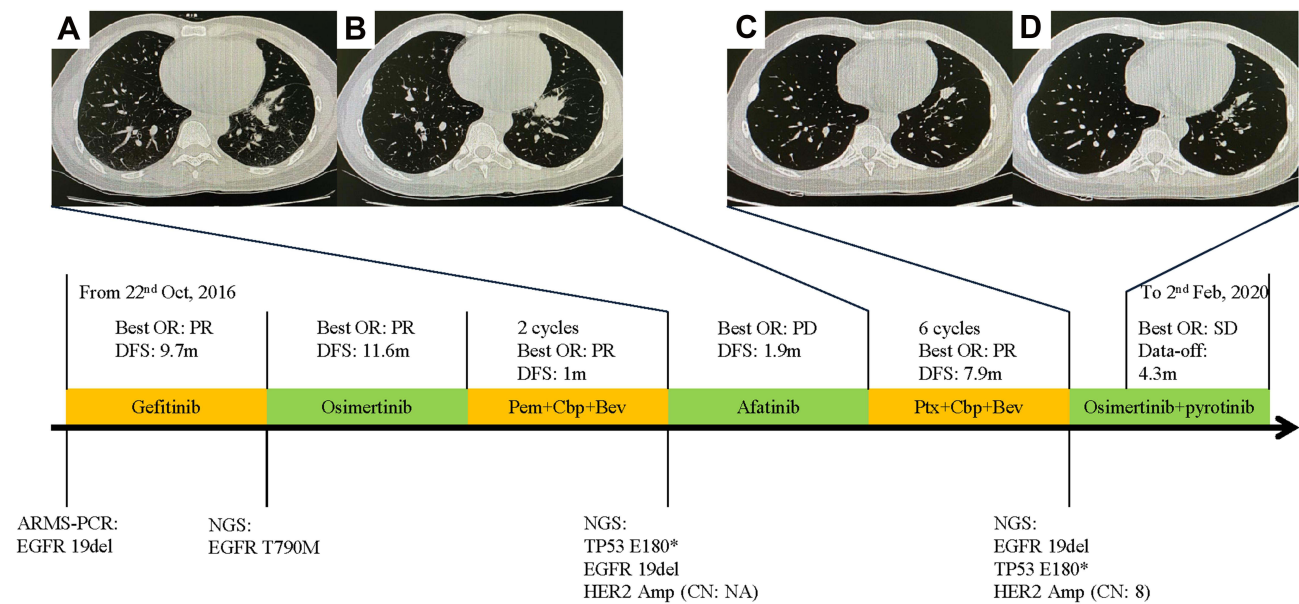 A
B
C
D
From 22nd Oct, 2016
To 2nd Feb, 2020
Best OR: PR
DFS: 9.7m
Best OR: PR
DFS: 11.6m
2 cycles
Best OR: PR
DFS: 1m
Best OR: PD
DFS: 1.9m
6 cycles
Best OR: PR
DFS: 7.9m
Best OR: SD
Data-off:
4.3m
Gefitinib
Osimertinib
Pem+Cbp+Bev
Afatinib
Ptx+Cbp+Bev
Osimertinib+pyrotinib
ARMS-PCR:
EGFR 19del
NGS:
EGFR T790M
NGS:
TP53 E180*
EGFR 19del
HER2 Amp (CN: NA)
NGS:
EGFR 19del
TP53 E180*
HER2 Amp (CN: 8)